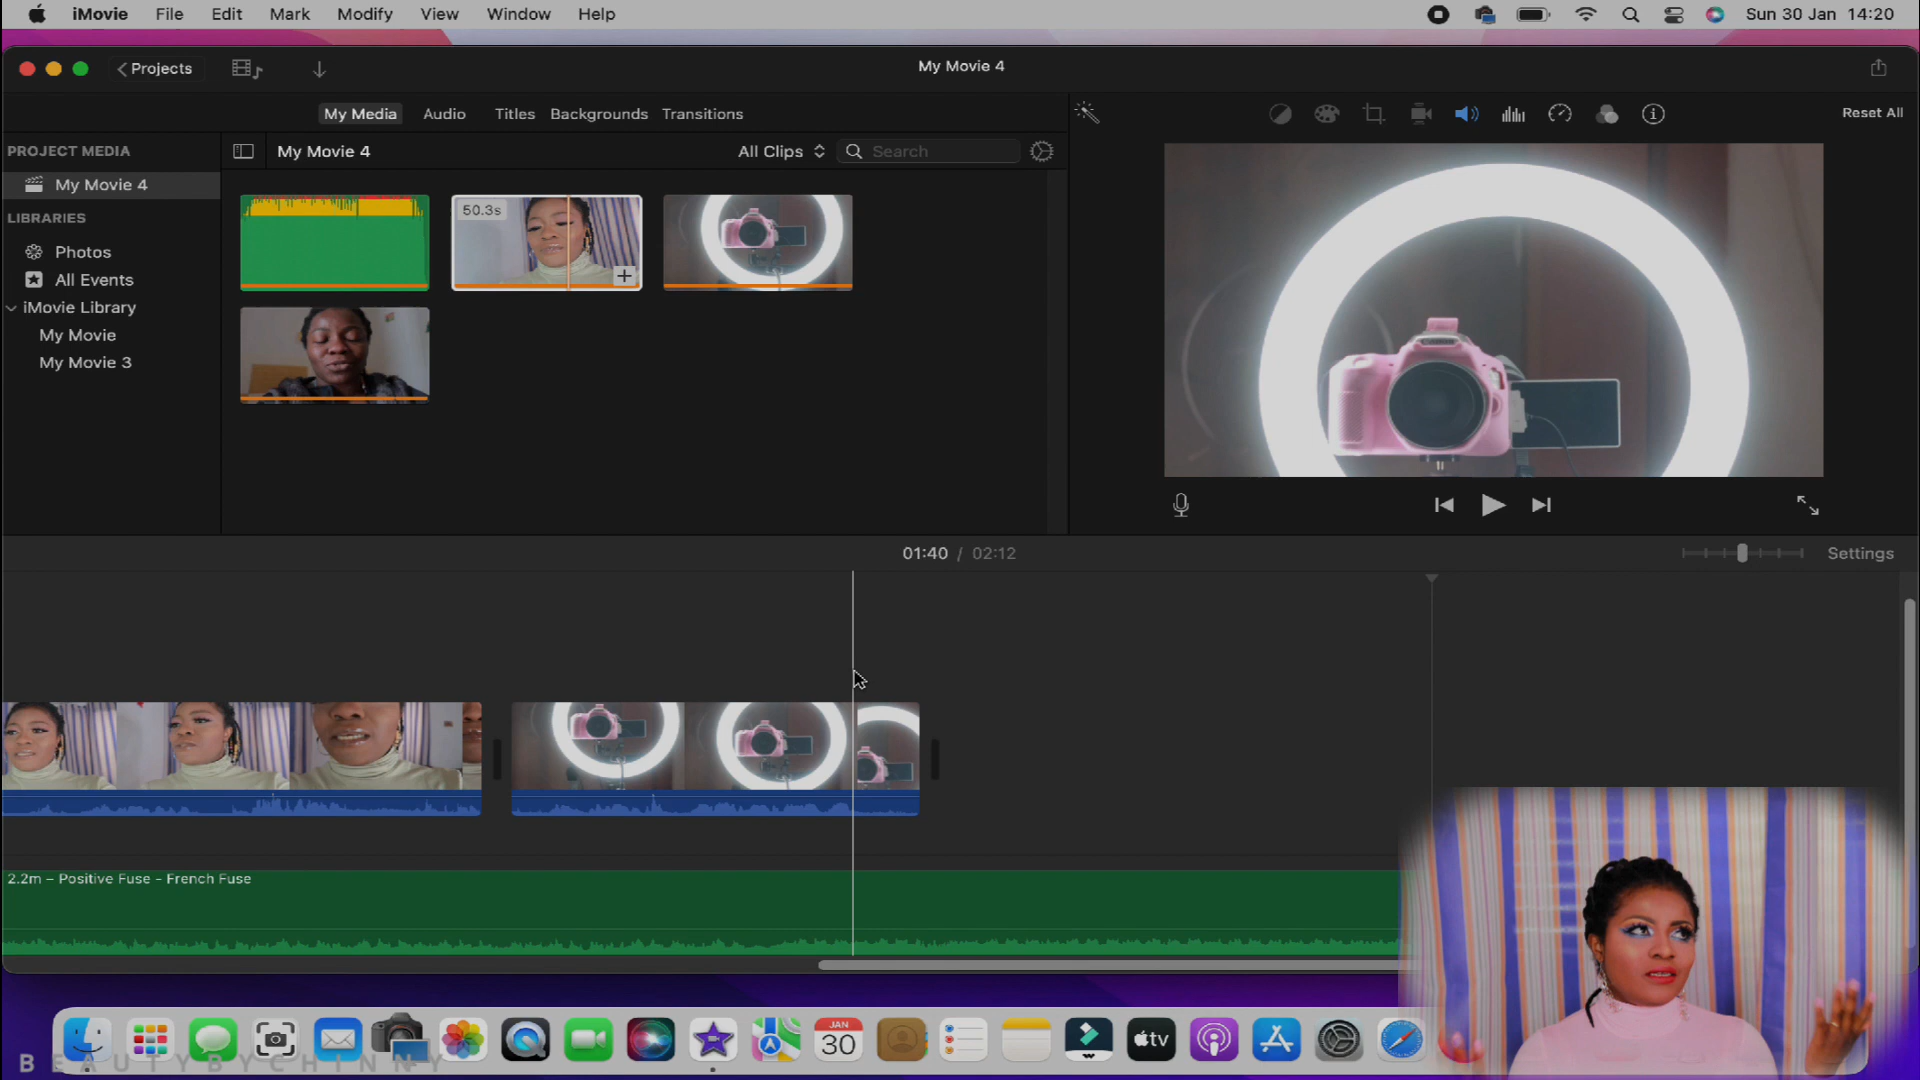 iMovie File Edit Mark Modify View Window Help Sun 30 Jan 14:20
Projects My Movie 4
My Media Audio Titles Backgrounds Transitions Reset All
PROJECT MEDIA My Movie 4 All Clips Search
My Movie 4
LIBRARIES
50.3s
Photos
All Events
iMovie Library
My Movie
My Movie 3
01:40 / 02:12 Settings
2.2m – Positive Fuse - French Fuse
JAN
30
tv
BEAUTYBYCHINNY